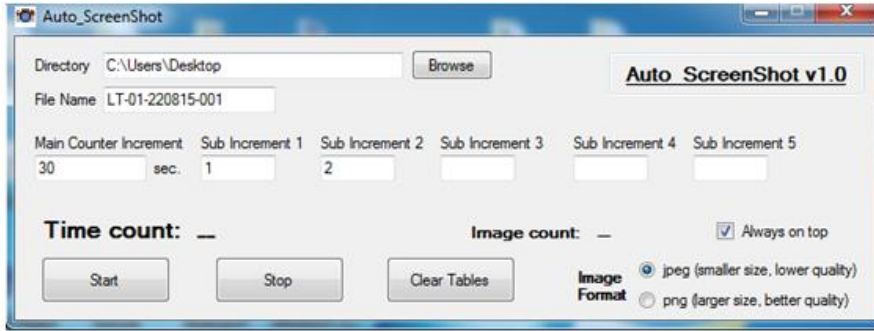 Auto_ScreenShot
Directory C:\Users\Desktop Browse
Auto ScreenShot v1.0
File Name LT-01-220815-001
Main Counter Increment Sub Increment 1 Sub Increment 2 Sub Increment 3 Sub Increment 4 Sub Increment 5
30 sec. 1 2
Time count: -- Image count: -- Always on top
Start Stop Clear Tables
Image Format
jpeg (smaller size, lower quality)
png (larger size, better quality)